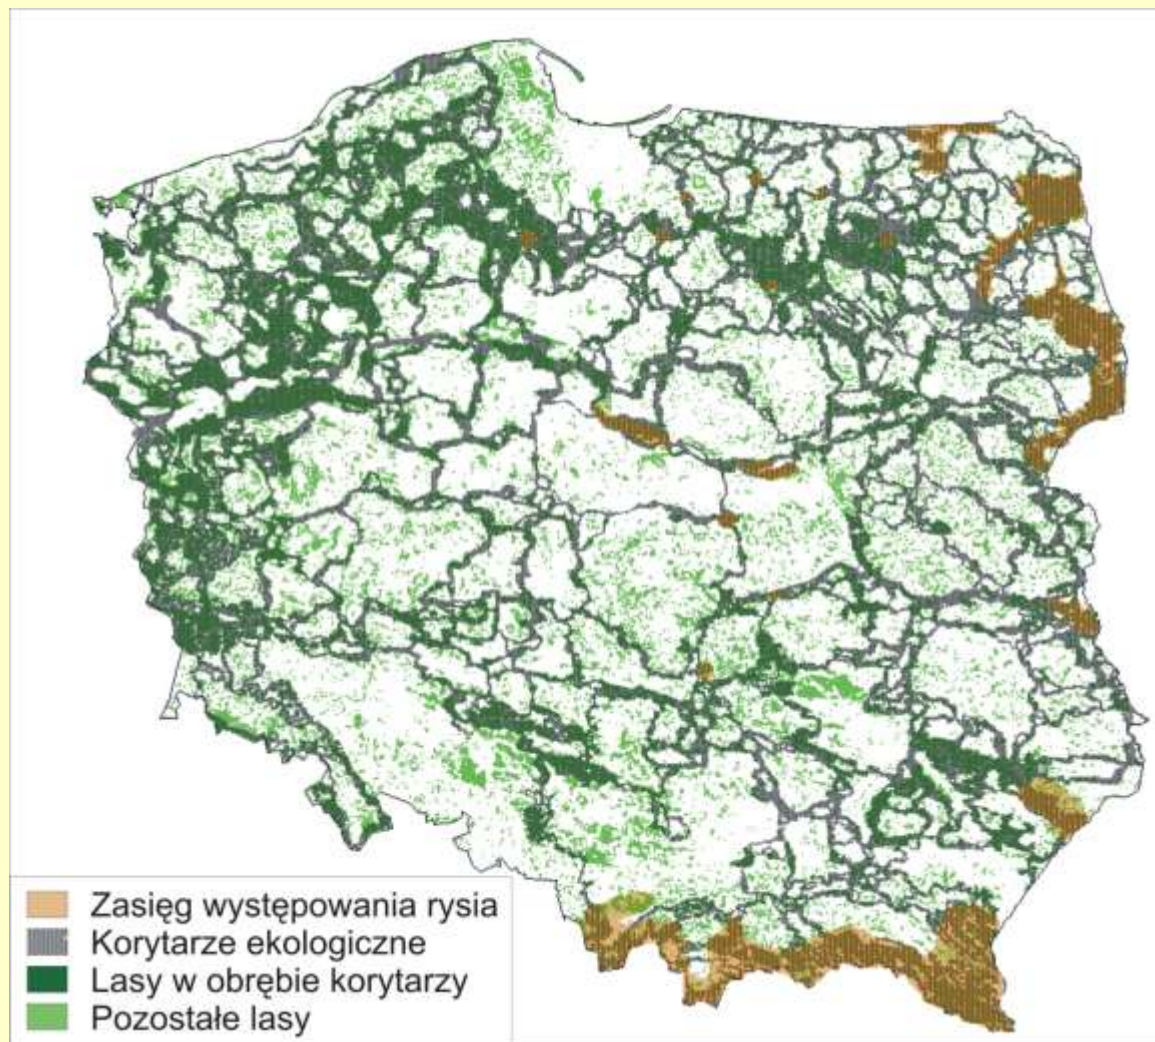 Zasięg występowania rysia
Korytarze ekologiczne
Lasy w obrębie korytarzy
Pozostałe lasy